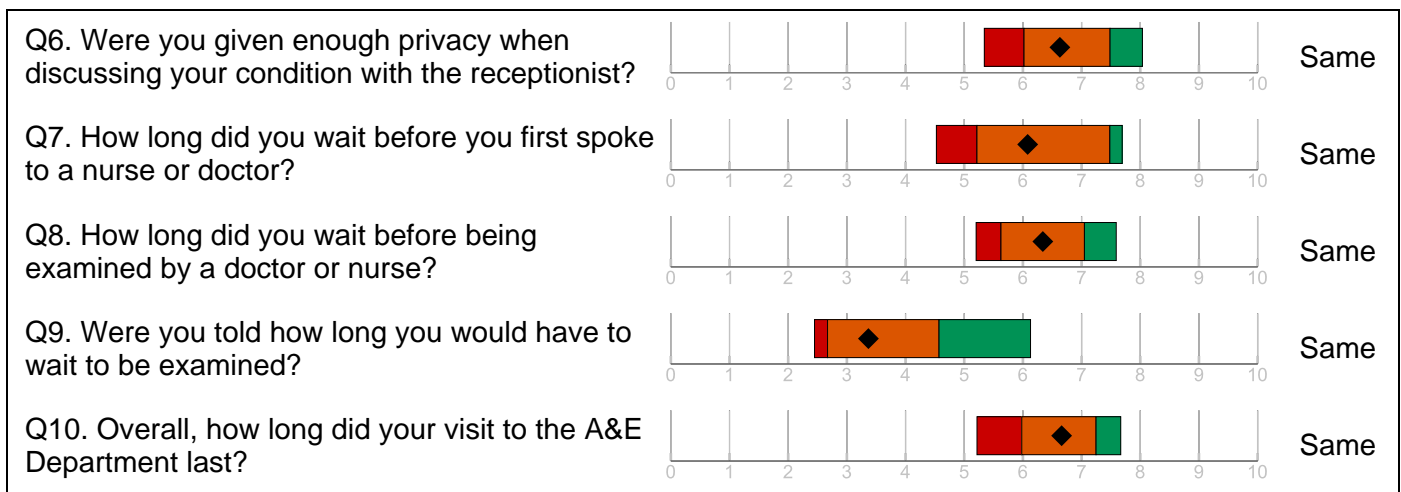 Q6. Were you given enough privacy when
discussing your condition with the receptionist?
0 1 2 3 4 5 6 7 8 9 10
Same
Q7. How long did you wait before you first spoke
to a nurse or doctor?
0 1 2 3 4 5 6 7 8 9 10
Same
Q8. How long did you wait before being
examined by a doctor or nurse?
0 1 2 3 4 5 6 7 8 9 10
Same
Q9. Were you told how long you would have to
wait to be examined?
0 1 2 3 4 5 6 7 8 9 10
Same
Q10. Overall, how long did your visit to the A&E
Department last?
0 1 2 3 4 5 6 7 8 9 10
Same